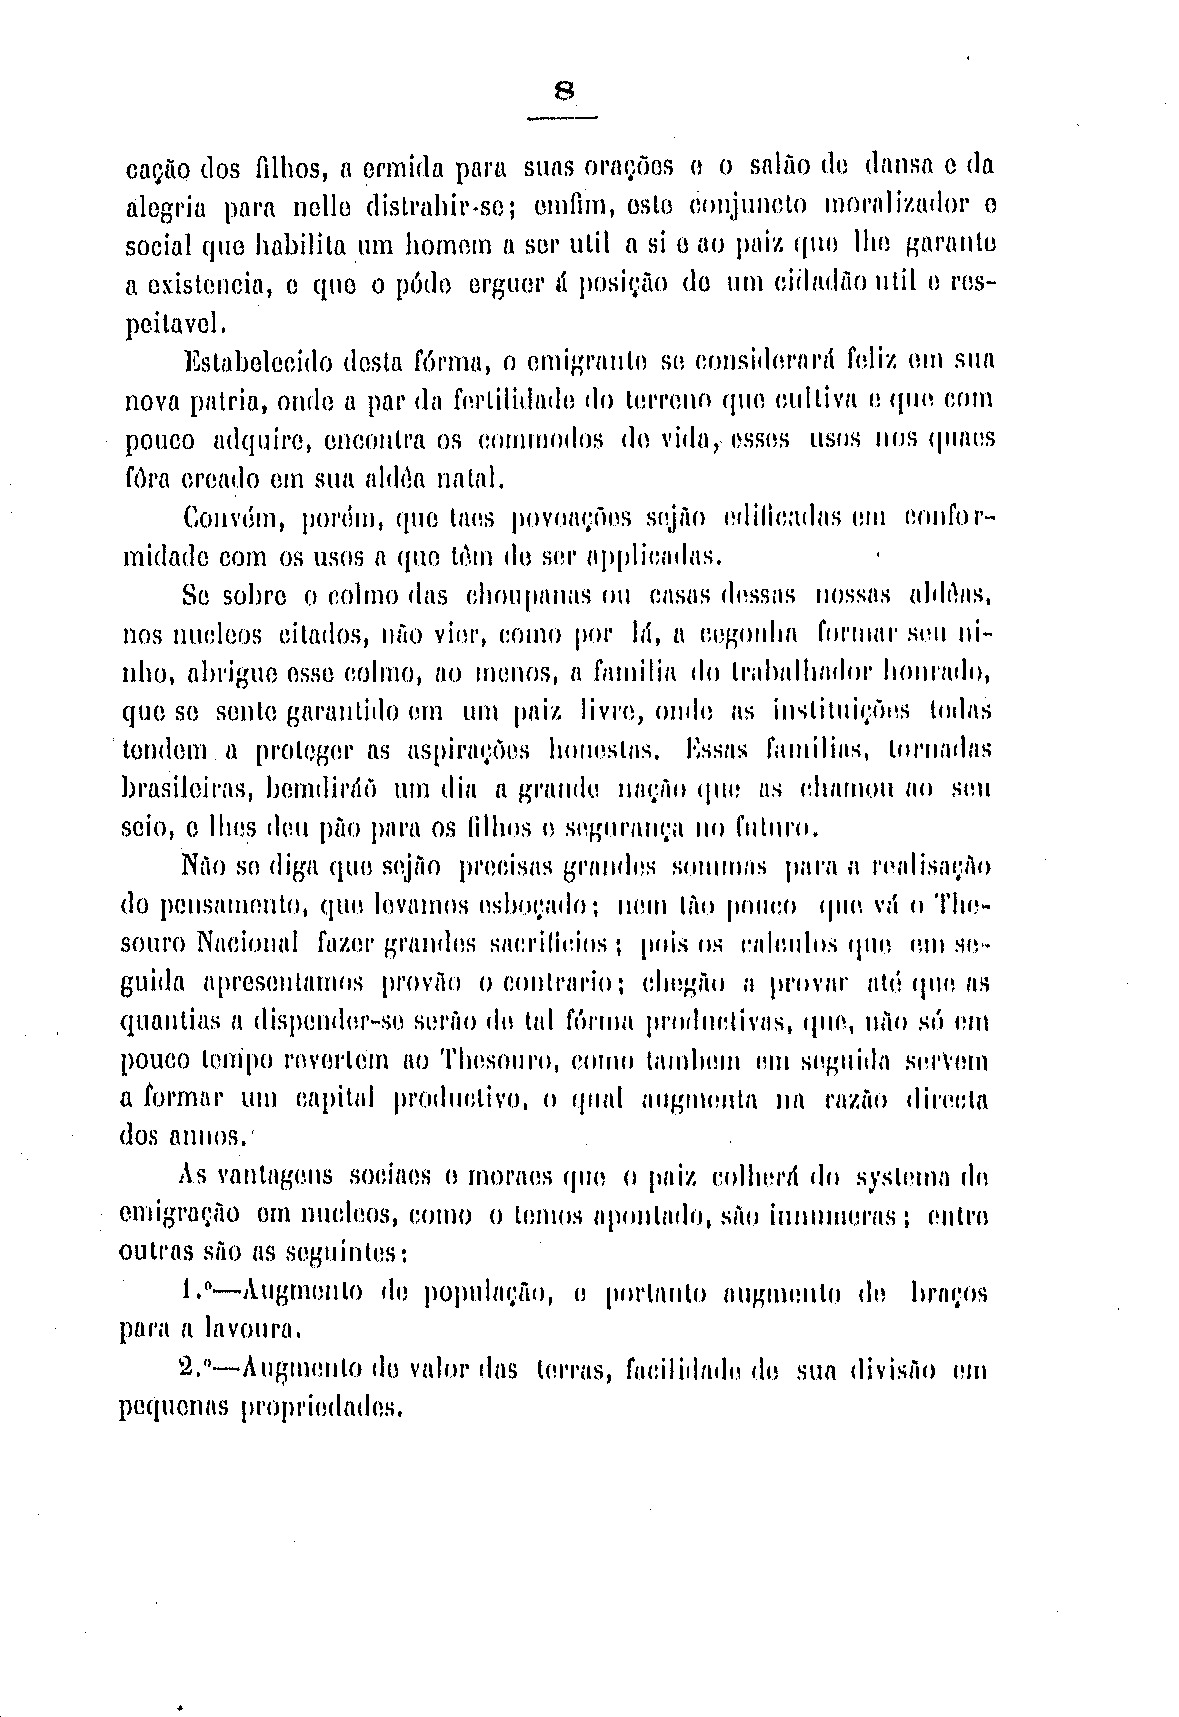 8
cação dos filhos, a ermida para suas orações e o salão de dansa e da
alegria para nelle distrahir-se; emfim, este conjuncto moralizador e
social que habilita um homem a ser util a si e ao paiz que lhe garante
a existencia, e que o póde erguer á posição de um cidadão util e res-
peitavel.
Estabelecido desta fórma, o emigrante se considerará feliz em sua
nova patria, onde a par da fertilidade do terreno que cultiva e que com
pouco adquire, encontra os commodos de vida, esses usos nos quaes
fôra creado em sua aldêa natal.
Convém, porém, que taes povoações sejão edificadas em confor-
midade com os usos a que têm de ser applicadas.
Se sobre o colmo das choupanas ou casas dessas nossas aldêas,
nos nucleos citados, não vier, como por lá, a cegonha formar seu ni-
nho, abrigue esse colmo, ao menos, a familia do trabalhador honrado,
que se sente garantido em um paiz livre, onde as instituições todas
tendem a proteger as aspirações honestas. Essas familias, tornadas
brasileiras, bemdiráõ um dia a grande nação que as chamou ao seu
seio, e lhes deu pão para os filhos e segurança no futuro.
Não se diga que sejão precisas grandes sommas para a realisação
do pensamento, que levamos esboçado; nem tão pouco que vá o The-
souro Nacional fazer grandes sacrificios; pois os calculos que em se-
guida apresentamos provão o contrario; chegão a provar até que as
quantias a dispender-se serão de tal fórma productivas, que, não só em
pouco tempo revertem ao Thesouro, como tambem em seguida servem
a formar um capital productivo, o qual augmenta na razão directa
dos annos.
As vantagens sociaes e moraes que o paiz colherá do systema de
emigração em nucleos, como o temos apontado, são innumeras; entre
outras são as seguintes:
1.º—Augmento de população, e portanto augmento de braços
para a lavoura.
2.º—Augmento do valor das terras, facilidade de sua divisão em
pequenas propriedades.